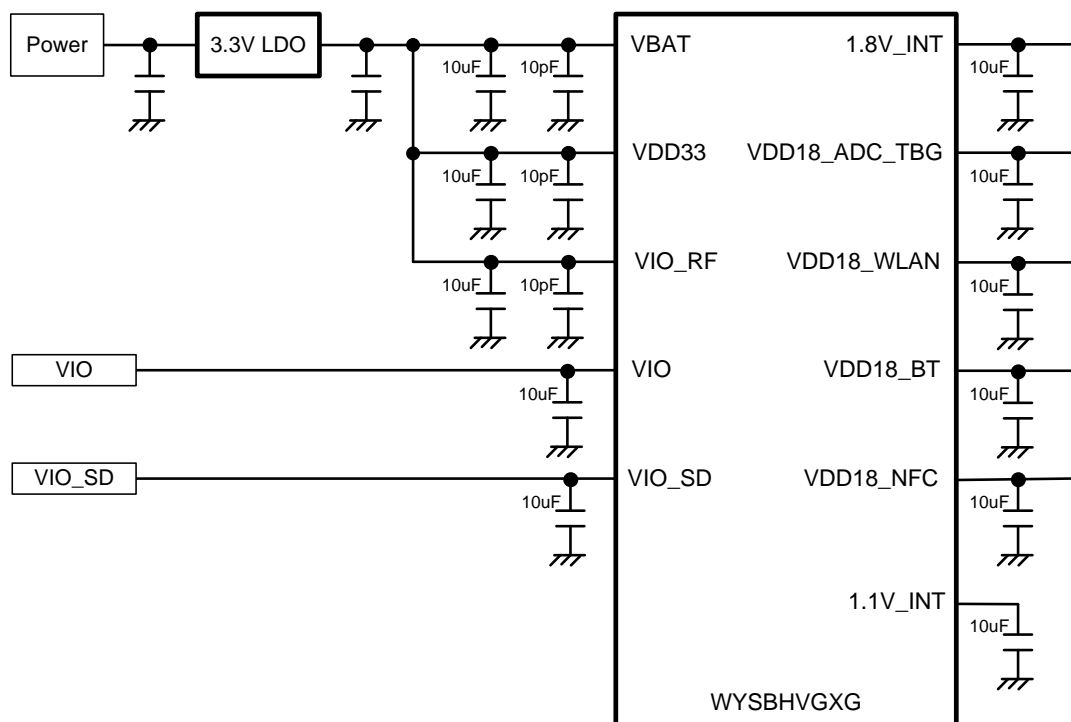 Power
3.3V LDO
VBAT
1.8V_INT
10uF
10pF
10uF
VDD33
VDD18_ADC_TBG
10uF
10pF
10uF
VIO_RF
VDD18_WLAN
10uF
10pF
10uF
VIO
VIO
VDD18_BT
10uF
10uF
VIO_SD
VIO_SD
VDD18_NFC
10uF
10uF
1.1V_INT
10uF
WYSBHVGXG